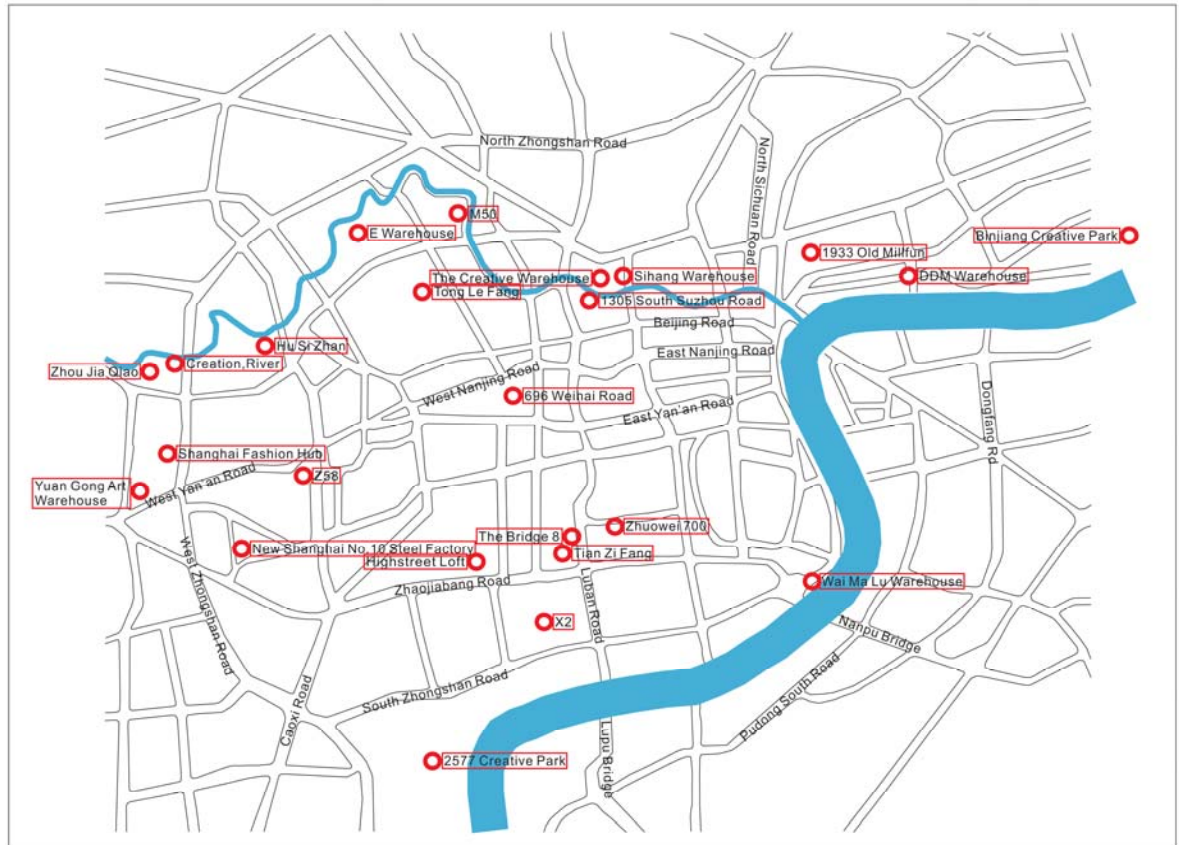 North Zhongshan Road
North Sichuan Road
M50
E Warehouse
Binjiang Creative Park
1933 Old Millfun
The Creative Warehouse
Sihang Warehouse
DDM Warehouse
Tong Le Fang
1305 South Suzhou Road
Beijing Road
Hu Si Zhan
East Nanjing Road
Zhou Jia Qiao
Creation,River
West Nanjing Road
696 Weihai Road
East Yan'an Road
Dongfang Rd
Shanghai Fashion Hub
Z58
Yuan Gong Art
Warehouse
West Yan'an Road
Zhuowei 700
The Bridge 8
New Shanghai No.10 Steel Factory
Tian Zi Fang
Highstreet Loft
Zhaojiabang Road
Wai Ma Lu Warehouse
West Zhongshan Road
Luban Road
X2
Nanpu Bridge
South Zhongshan Road
Caoxi Road
Pudong South Road
Lupu Bridge
2577 Creative Park